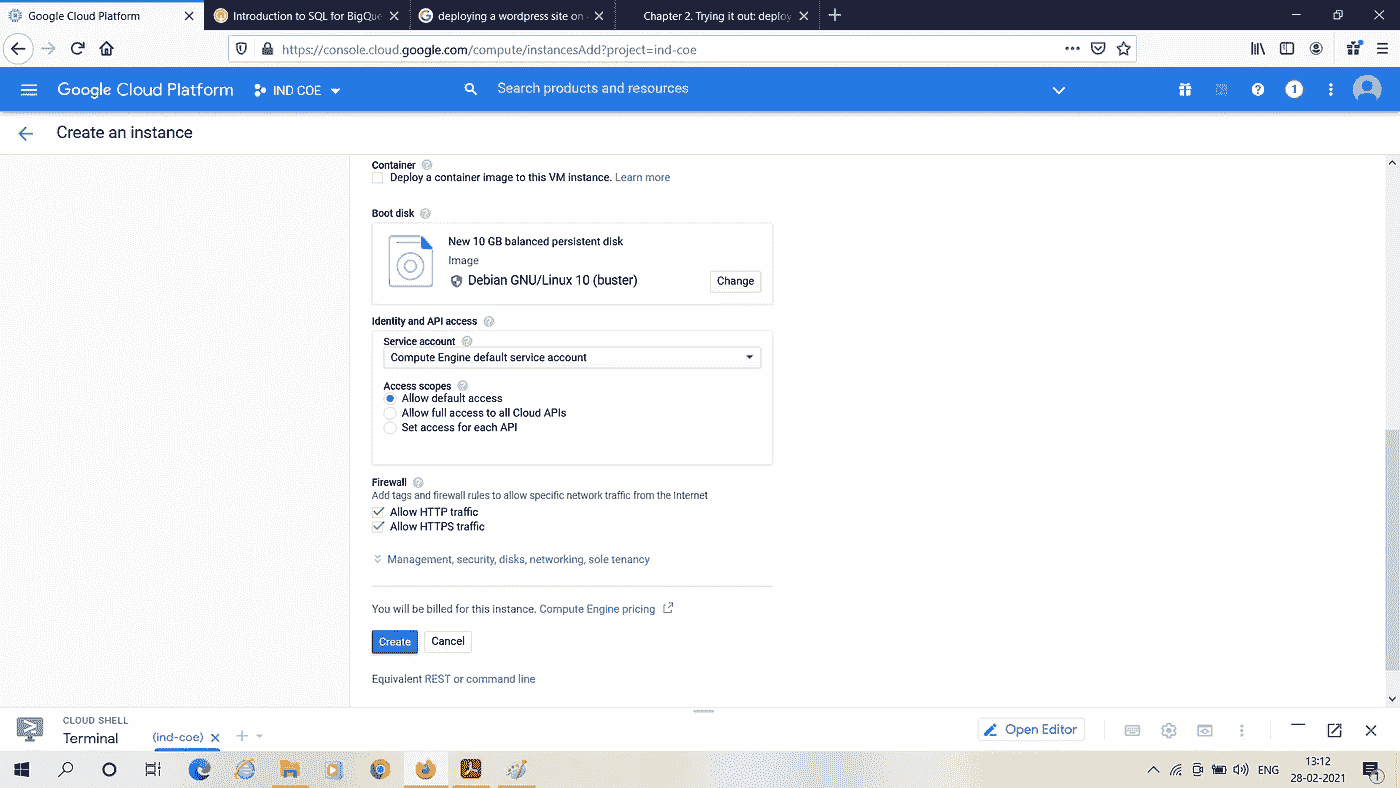 Google Cloud Platform
Introduction to SQL for BigQue
deploying a wordpress site on
Chapter 2. Trying it out: deploy
https://console.cloud.google.com/compute/instancesAdd?project=ind-coe
Google Cloud Platform
IND COE
Search products and resources
1
Create an instance
Container
Deploy a container image to this VM instance. Learn more
Boot disk
New 10 GB balanced persistent disk
Image
Debian GNU/Linux 10 (buster)
Change
Identity and API access
Service account
Compute Engine default service account
Access scopes
Allow default access
Allow full access to all Cloud APIs
Set access for each API
Firewall
Add tags and firewall rules to allow specific network traffic from the Internet
Allow HTTP traffic
Allow HTTPS traffic
Management, security, disks, networking, sole tenancy
You will be billed for this instance. Compute Engine pricing
Create
Cancel
Equivalent REST or command line
CLOUD SHELL
Terminal
(ind-coe)
Open Editor
ENG
13:12
28-02-2021
1